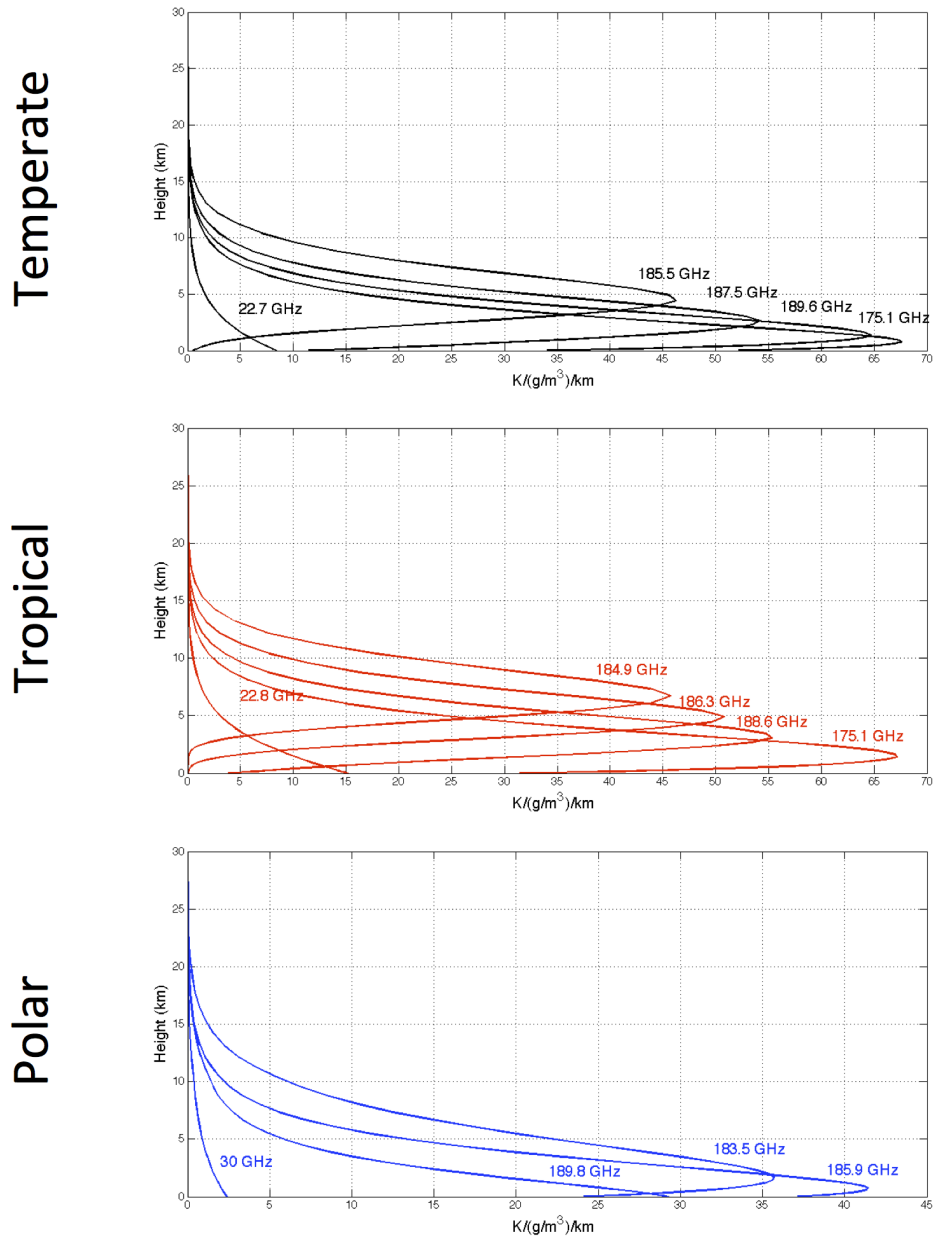 Temperate
30
25
20
15
10
5
0
Height (km)
185.5 GHz
187.5 GHz
189.6 GHz
175.1 GHz
22.7 GHz
0 5 10 15 20 25 30 35 40 45 50 55 60 65 70
K/(g/m³)/km
Tropical
30
25
20
15
10
5
0
Height (km)
184.9 GHz
22.8 GHz
186.3 GHz
188.6 GHz
175.1 GHz
0 5 10 15 20 25 30 35 40 45 50 55 60 65 70
K/(g/m³)/km
Polar
30
25
20
15
10
5
0
Height (km)
183.5 GHz
30 GHz
189.8 GHz
185.9 GHz
0 5 10 15 20 25 30 35 40 45
K/(g/m³)/km